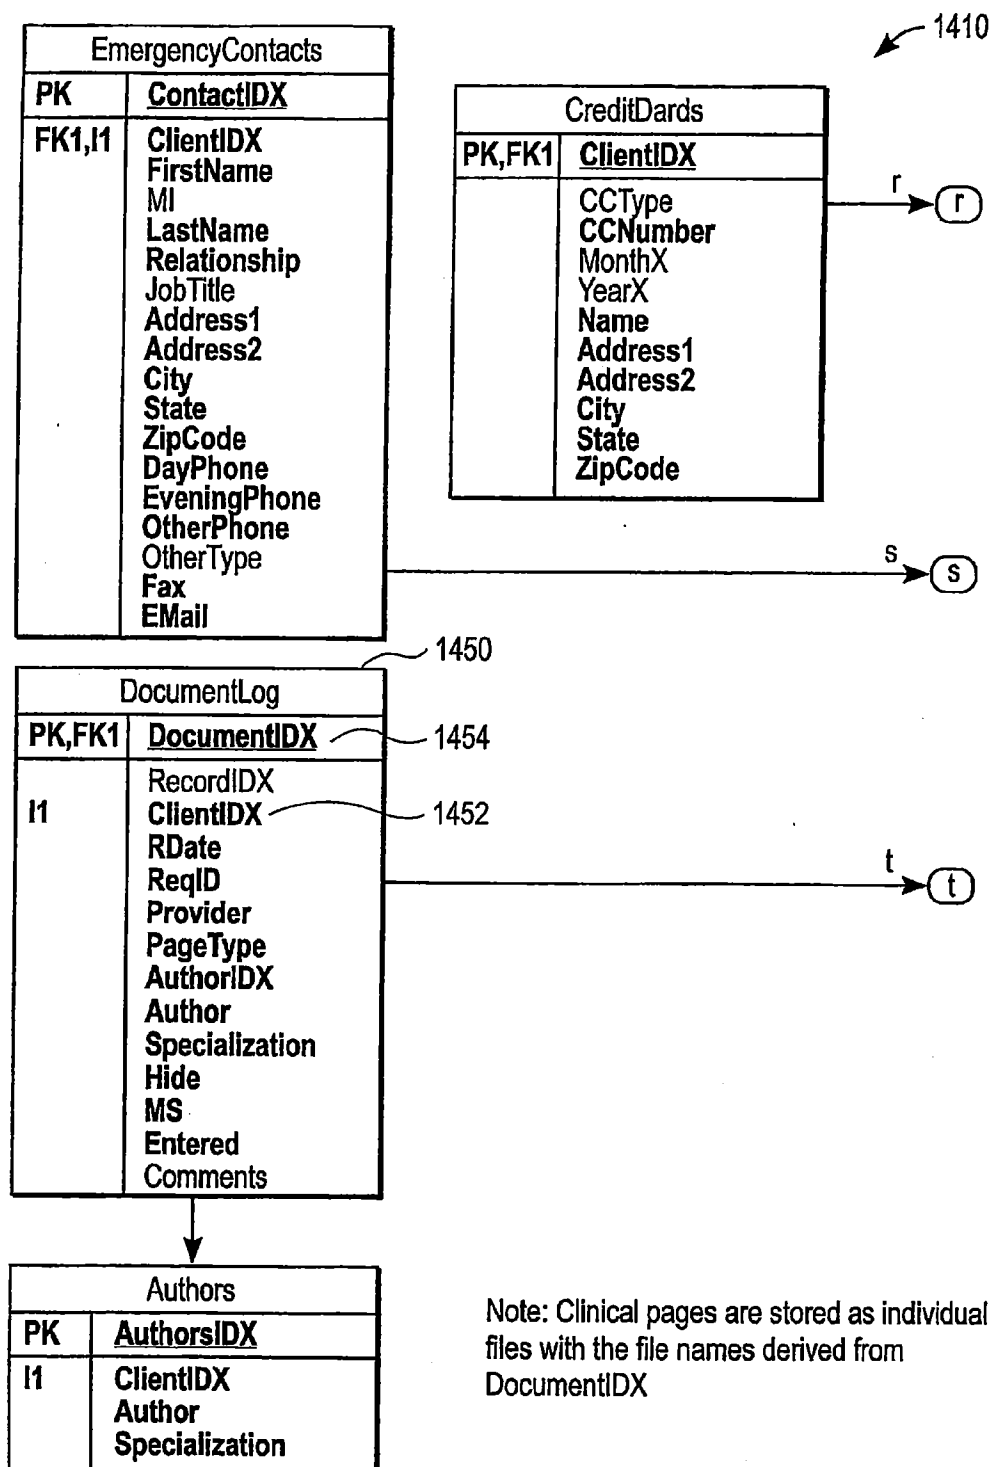 1410
EmergencyContacts
PK ContactIDX
FK1,I1 ClientIDX
FirstName
MI
LastName
Relationship
JobTitle
Address1
Address2
City
State
ZipCode
DayPhone
EveningPhone
OtherPhone
OtherType
Fax
EMail
CreditDards
PK,FK1 ClientIDX
CCType
CCNumber
MonthX
YearX
Name
Address1
Address2
City
State
ZipCode
r
r
s
s
1450
DocumentLog
PK,FK1 DocumentIDX
1454
RecordIDX
I1 ClientIDX
1452
RDate
ReqID
Provider
PageType
AuthorIDX
Author
Specialization
Hide
MS
Entered
Comments
t
t
Authors
PK AuthorsIDX
I1 ClientIDX
Author
Specialization
Note: Clinical pages are stored as individual
files with the file names derived from
DocumentIDX